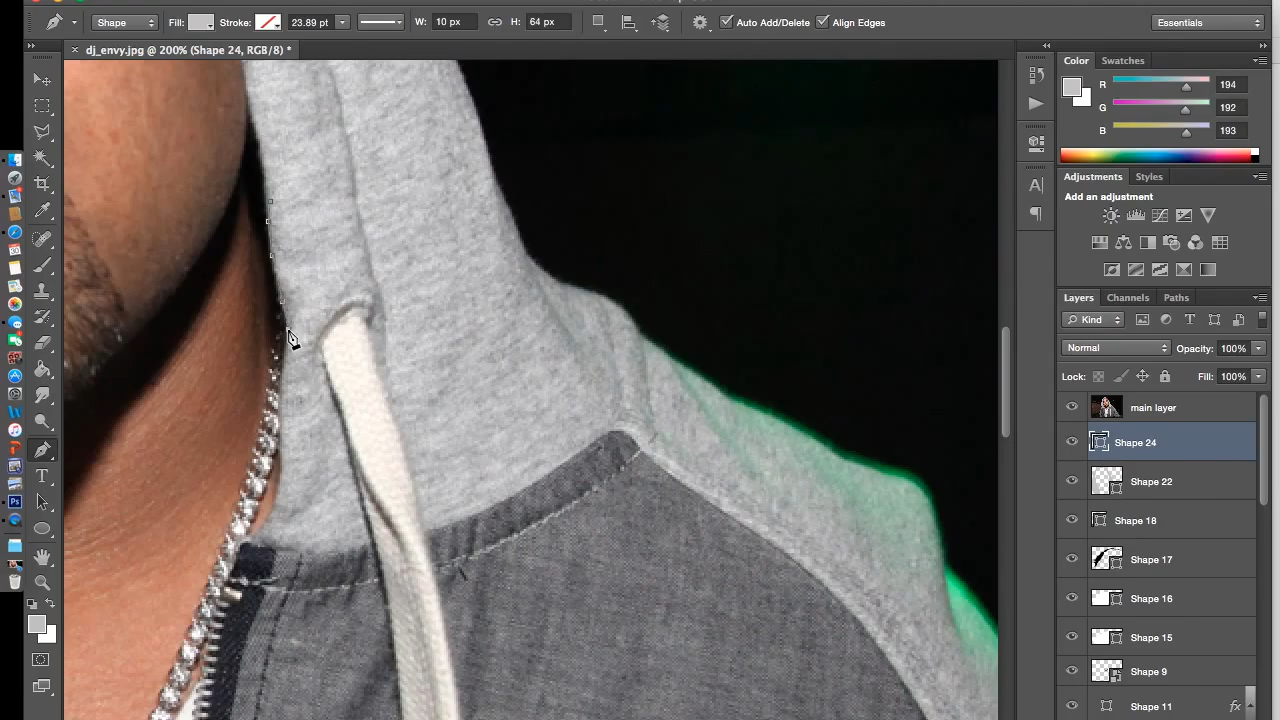 Shape Fill: Stroke: 23.89 pt W: 10 px H: 64 px Auto Add/Delete Align Edges Essentials
× dj_envy.jpg @ 200% (Shape 24, RGB/8) *
Color Swatches
R 194
G 192
B 193
Adjustments Styles
Add an adjustment
Layers Channels Paths
Kind
Normal Opacity: 100%
Lock: Fill: 100%
main layer
Shape 24
Shape 22
Shape 18
Shape 17
Shape 16
Shape 15
Shape 9
Shape 11 fx